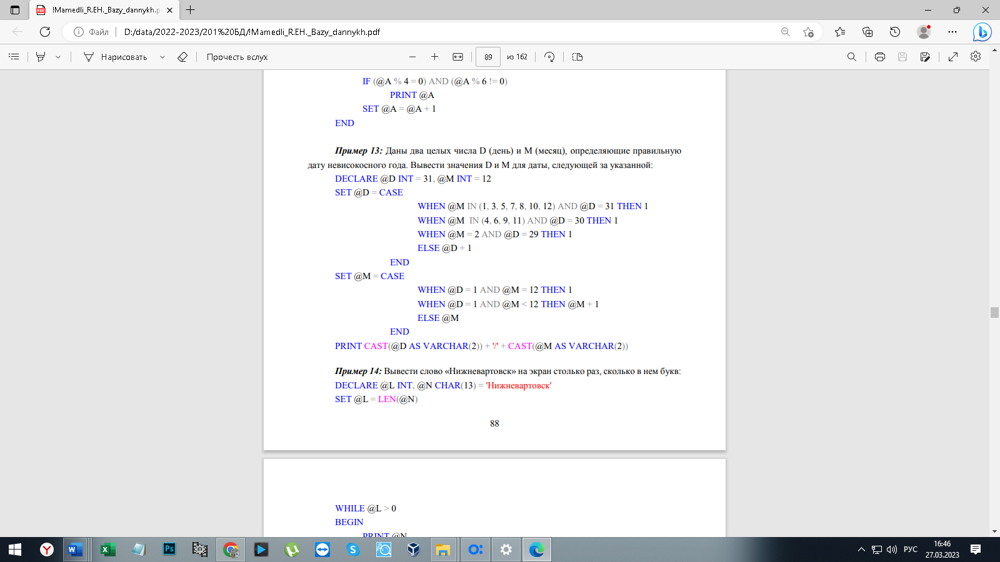 !Mamedli_R.EH._Bazy_dannykh.p
Файл
D:/data/2022-2023/201%20БД/!Mamedli_R.EH._Bazy_dannykh.pdf
Нарисовать
Прочесть вслух
89
из 162
IF (@A % 4 = 0) AND (@A % 6 != 0)
PRINT @A
SET @A = @A + 1
END
Пример 13: Даны два целых числа D (день) и M (месяц), определяющие правильную
дату невисокосного года. Вывести значения D и M для даты, следующей за указанной:
DECLARE @D INT = 31, @M INT = 12
SET @D = CASE
WHEN @M IN (1, 3, 5, 7, 8, 10, 12) AND @D = 31 THEN 1
WHEN @M  IN (4, 6, 9, 11) AND @D = 30 THEN 1
WHEN @M = 2 AND @D = 29 THEN 1
ELSE @D + 1
END
SET @M = CASE
WHEN @D = 1 AND @M = 12 THEN 1
WHEN @D = 1 AND @M < 12 THEN @M + 1
ELSE @M
END
PRINT CAST(@D AS VARCHAR(2)) + '/' + CAST(@M AS VARCHAR(2))
Пример 14: Вывести слово «Нижневартовск» на экран столько раз, сколько в нем букв:
DECLARE @L INT, @N CHAR(13) = 'Нижневартовск'
SET @L = LEN(@N)
88
WHILE @L > 0
BEGIN
PRINT @N
РУС
16:46
27.03.2023